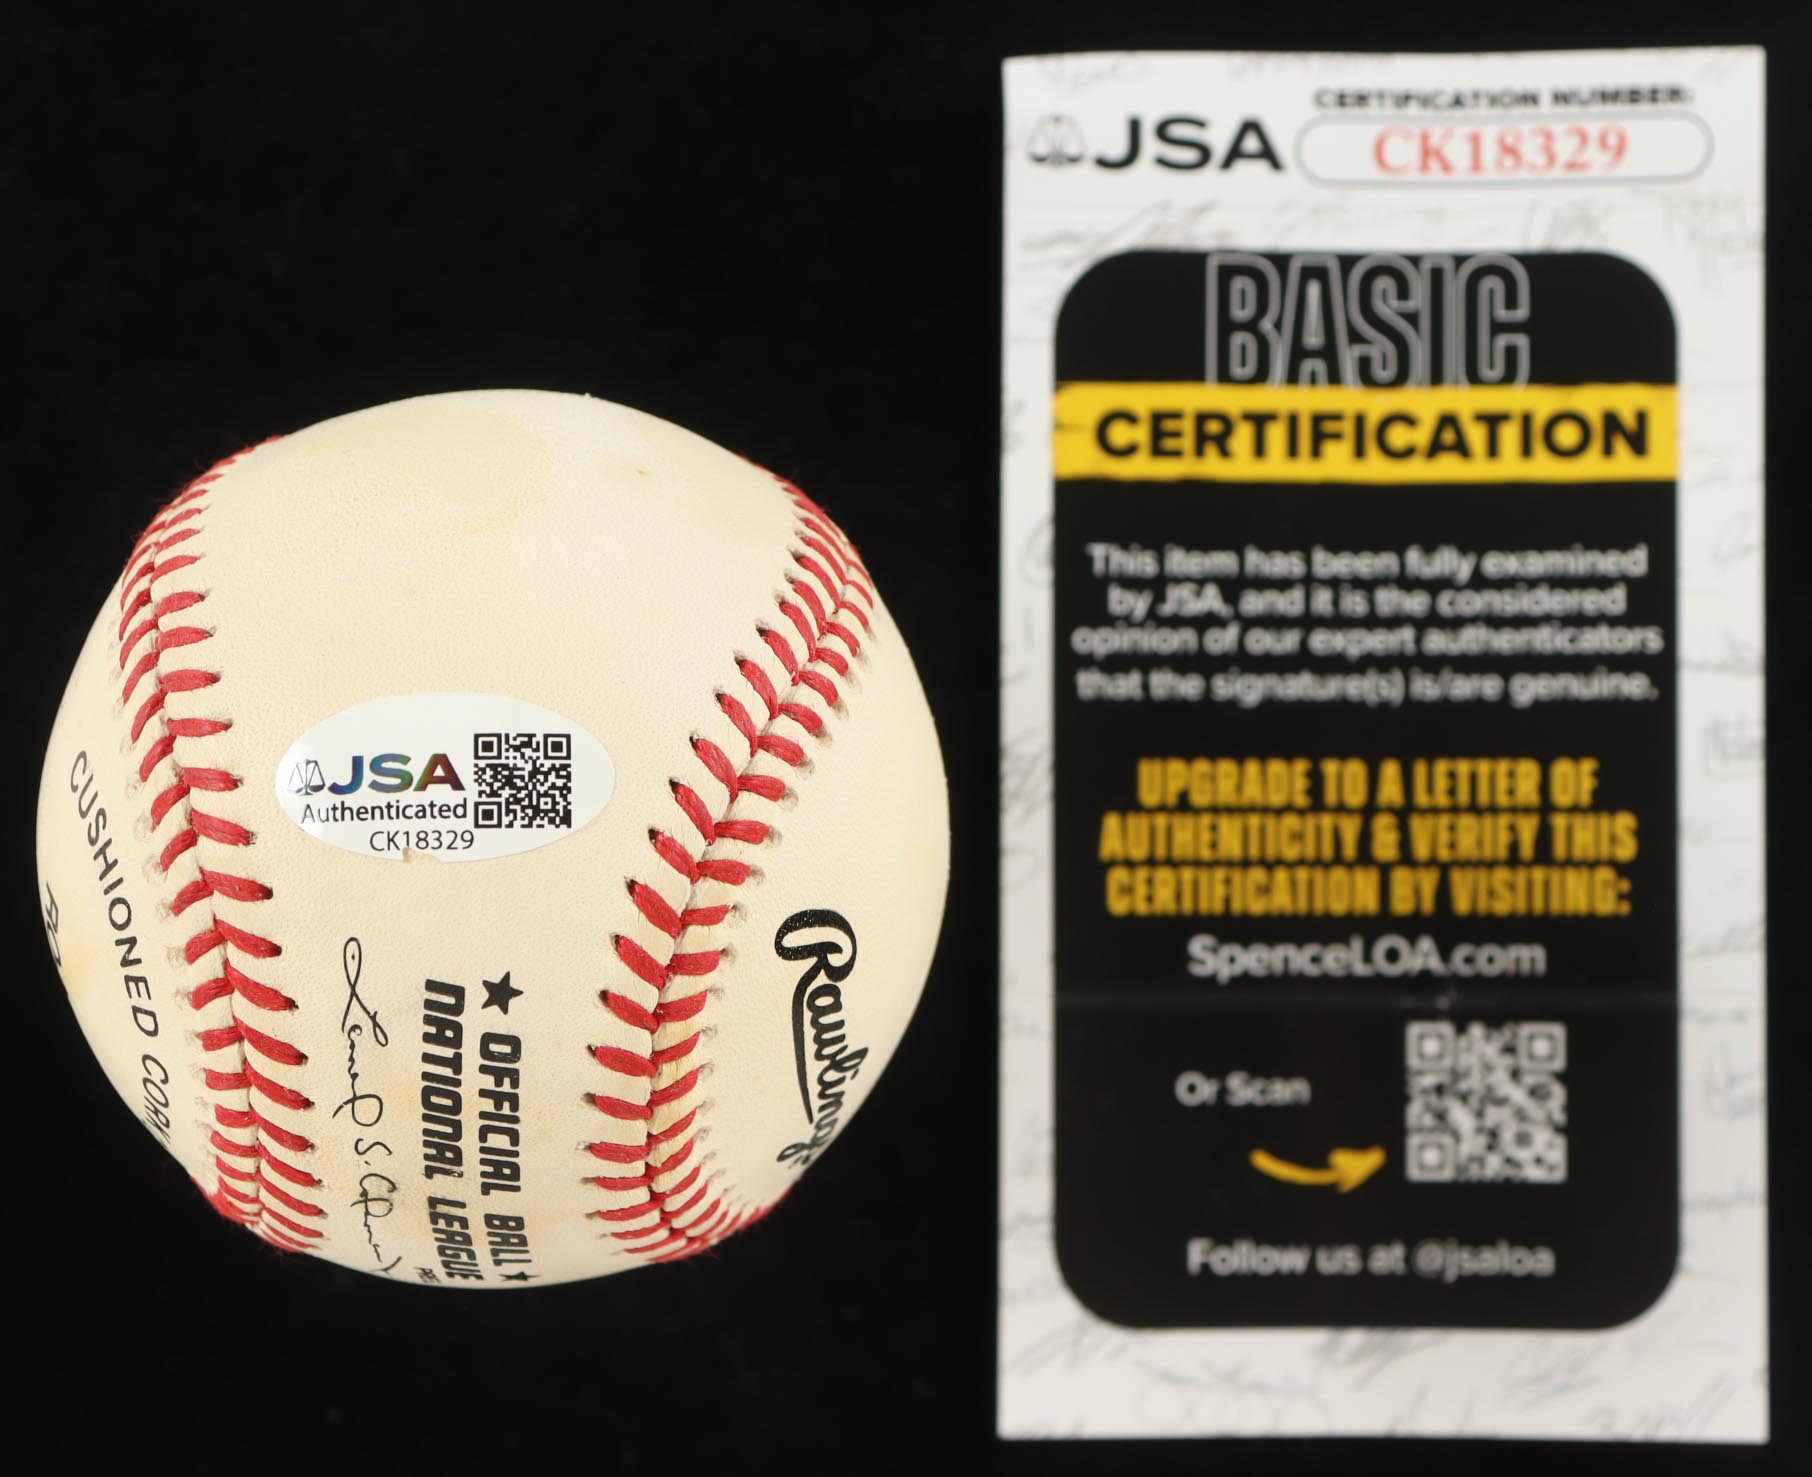 JSA
Authenticated
CK18329
CUSHIONED CORK
RO
Rawlings
★ OFFICIAL BALL ★
NATIONAL LEAGUE
Leonard S. Coleman
CERTIFICATION NUMBER:
JSA
CK18329
BASIC
CERTIFICATION
This item has been fully examined
by JSA, and it is the considered
opinion of our expert authenticators
that the signature(s) is/are genuine.
UPGRADE TO A LETTER OF
AUTHENTICITY & VERIFY THIS
CERTIFICATION BY VISITING:
SpenceLOA.com
Or Scan
Follow us at @jsaloa